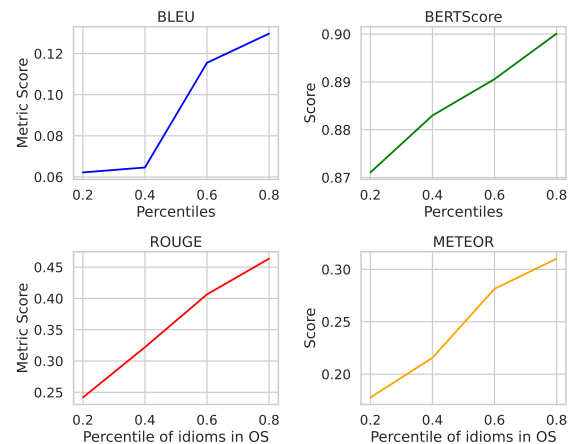 BLEU
Metric Score
0.12
0.10
0.08
0.06
0.2 0.4 0.6 0.8
Percentiles
BERTScore
Score
0.90
0.89
0.88
0.87
0.2 0.4 0.6 0.8
Percentiles
ROUGE
Metric Score
0.45
0.40
0.35
0.30
0.25
0.2 0.4 0.6 0.8
Percentile of idioms in OS
METEOR
Score
0.30
0.25
0.20
0.2 0.4 0.6 0.8
Percentile of idioms in OS